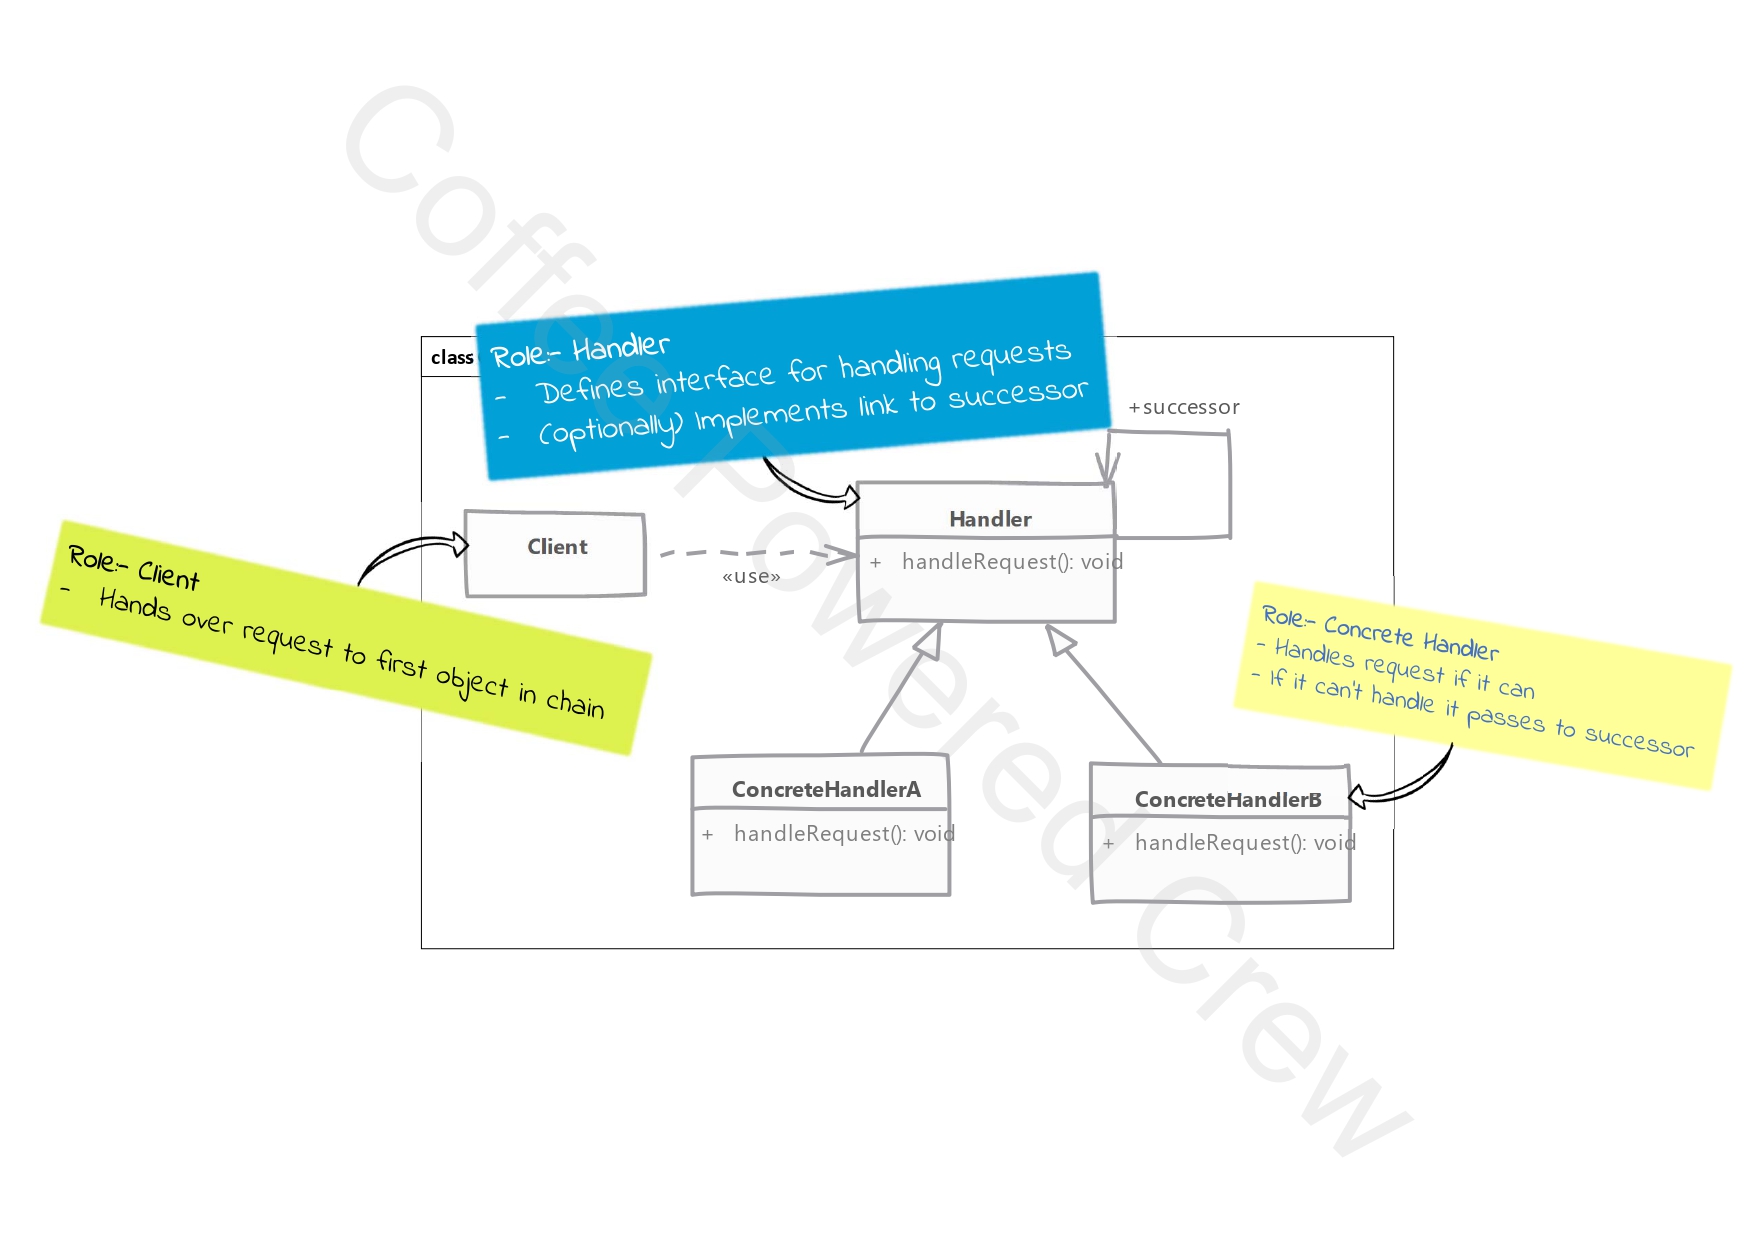 Coffee Powered Crew
class
Role:- Handler
- Defines interface for handling requests
- (optionally) Implements link to successor
+successor
Handler
+ handleRequest(): void
Client
«use»
Role:- Client
- Hands over request to first object in chain
Role:- Concrete Handler
- Handles request if it can
- If it can't handle it passes to successor
ConcreteHandlerA
+ handleRequest(): void
ConcreteHandlerB
+ handleRequest(): void